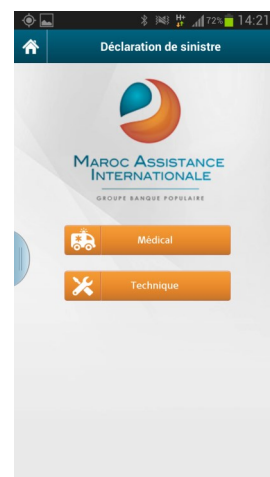 H+ 72% 14:21
Déclaration de sinistre
MAROC ASSISTANCE
INTERNATIONALE
GROUPE BANQUE POPULAIRE
Médical
Technique